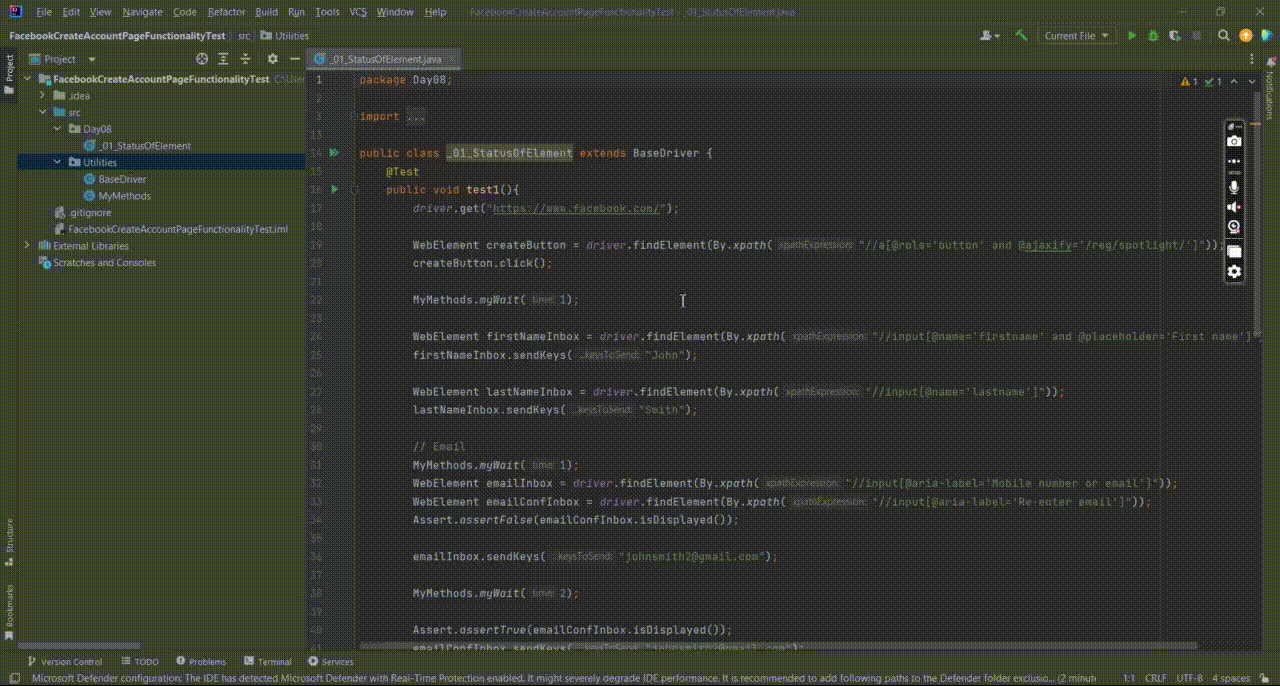 File Edit View Navigate Code Refactor Build Run Tools VCS Window Help FacebookCreateAccountPageFunctionalityTest - _01_StatusOfElement.java
FacebookCreateAccountPageFunctionalityTest src Utilities Current File
Project
Project
_01_StatusOfElement.java
Notifications
FacebookCreateAccountPageFunctionalityTest C:\User
.idea
src
Day08
_01_StatusOfElement
Utilities
BaseDriver
MyMethods
.gitignore
FacebookCreateAccountPageFunctionalityTest.iml
External Libraries
Scratches and Consoles
Structure
Bookmarks
1 1
1 package Day08;
2
3 import ...
13
14 public class _01_StatusOfElement extends BaseDriver {
15 @Test
16 public void test1(){
17 driver.get("https://www.facebook.com/");
18
19 WebElement createButton = driver.findElement(By.xpath( xpathExpression: "//a[@role='button' and @ajaxify='/reg/spotlight/']"));
20 createButton.click();
21
22 MyMethods.myWait( time: 1);
23
24 WebElement firstNameInbox = driver.findElement(By.xpath( xpathExpression: "//input[@name='firstname' and @placeholder='First name']"
25 firstNameInbox.sendKeys( ...keysToSend: "John");
26
27 WebElement lastNameInbox = driver.findElement(By.xpath( xpathExpression: "//input[@name='lastname']"));
28 lastNameInbox.sendKeys( ...keysToSend: "Smith");
29
30 // Email
31 MyMethods.myWait( time: 1);
32 WebElement emailInbox = driver.findElement(By.xpath( xpathExpression: "//input[@aria-label='Mobile number or email']"));
33 WebElement emailConfInbox = driver.findElement(By.xpath( xpathExpression: "//input[@aria-label='Re-enter email']"));
34 Assert.assertFalse(emailConfInbox.isDisplayed());
35
36 emailInbox.sendKeys( ...keysToSend: "johnsmith2@gmail.com");
37
38 MyMethods.myWait( time: 2);
39
40 Assert.assertTrue(emailConfInbox.isDisplayed());
emailConfInbox.sendKeys( ...keysToSend: "johnsmith2@gmail.com");
Version Control TODO Problems Terminal Services
Microsoft Defender configuration: The IDE has detected Microsoft Defender with Real-Time Protection enabled. It might severely degrade IDE performance. It is recommended to add following paths to the Defender folder exclusio... (2 minute 1:1 CRLF UTF-8 4 spaces